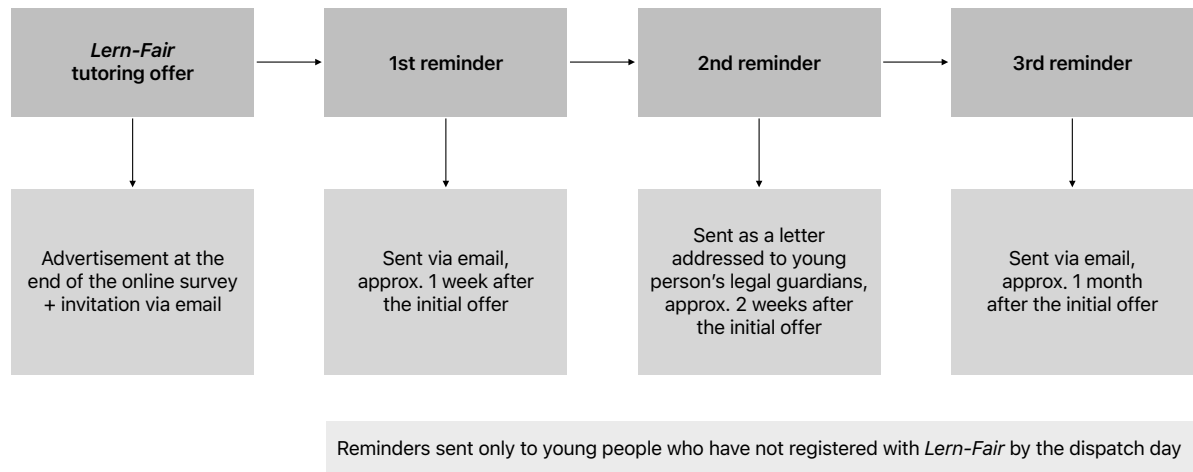 Lern-Fair
tutoring offer
1st reminder
2nd reminder
3rd reminder
Advertisement at the
end of the online survey
+ invitation via email
Sent via email,
approx. 1 week after
the initial offer
Sent as a letter
addressed to young
person's legal guardians,
approx. 2 weeks after
the initial offer
Sent via email,
approx. 1 month
after the initial offer
Reminders sent only to young people who have not registered with Lern-Fair by the dispatch day